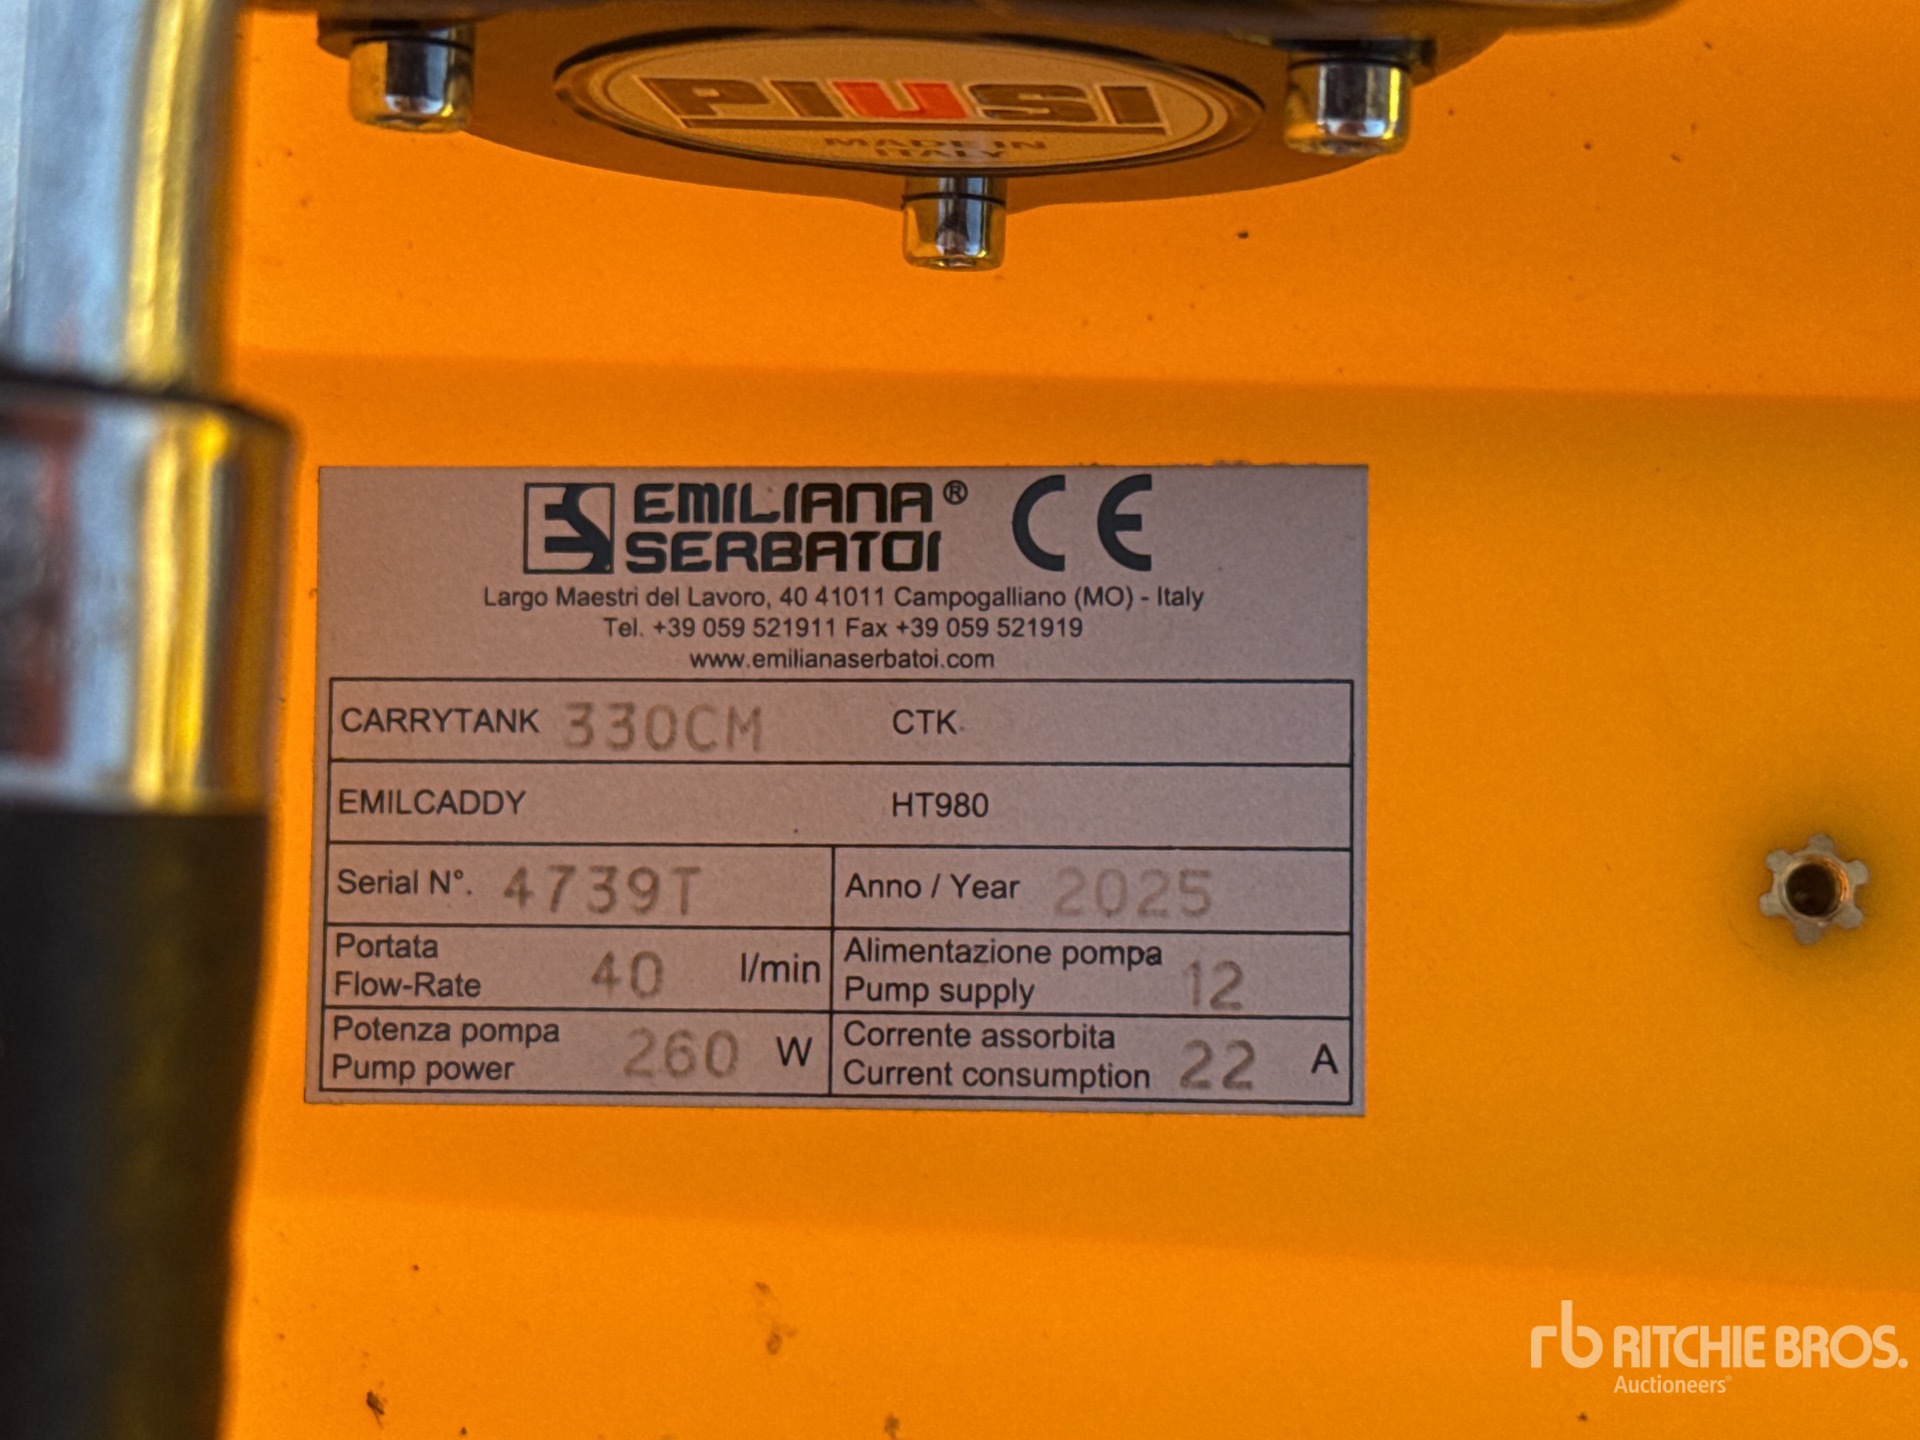 PIUSI
MADE IN
ITALY
ES EMILIANA® CE
SERBATOI
Largo Maestri del Lavoro, 40 41011 Campogalliano (MO) - Italy
Tel. +39 059 521911 Fax +39 059 521919
www.emilianaserbatoi.com
CARRYTANK 330CM CTK
EMILCADDY HT980
Serial N°. 4739T Anno / Year 2025
Portata
Flow-Rate 40 l/min
Alimentazione pompa
Pump supply 12
Potenza pompa
Pump power 260 W
Corrente assorbita
Current consumption 22 A
rb RITCHIE BROS.
Auctioneers